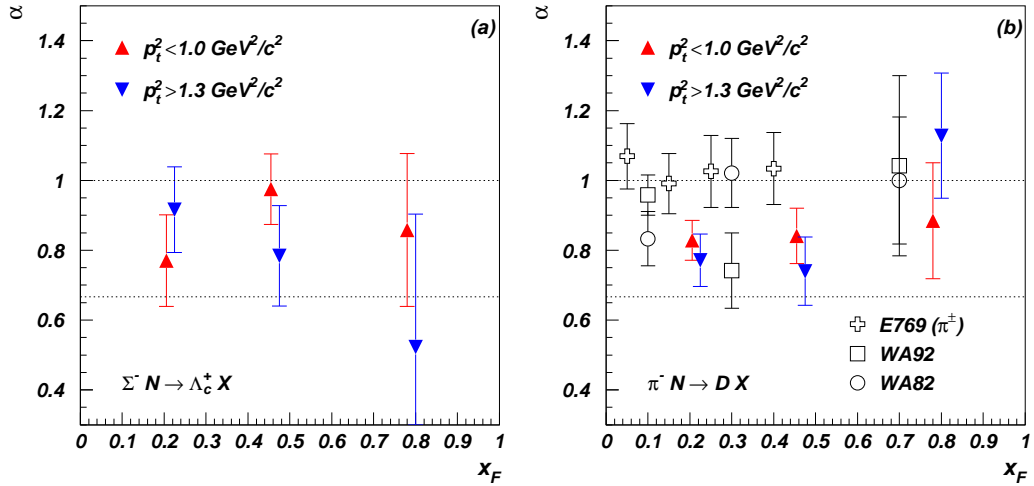 α
(a)
p_t^2<1.0 GeV^2/c^2
p_t^2>1.3 GeV^2/c^2
1.4
1.2
1
0.8
0.6
0.4
Σ^- N → Λ_c^+ X
0 0.1 0.2 0.3 0.4 0.5 0.6 0.7 0.8 0.9 1
x_F
α
(b)
p_t^2<1.0 GeV^2/c^2
p_t^2>1.3 GeV^2/c^2
1.4
1.2
1
0.8
0.6
0.4
E769 (π^±)
WA92
WA82
π^- N → D X
0 0.1 0.2 0.3 0.4 0.5 0.6 0.7 0.8 0.9 1
x_F